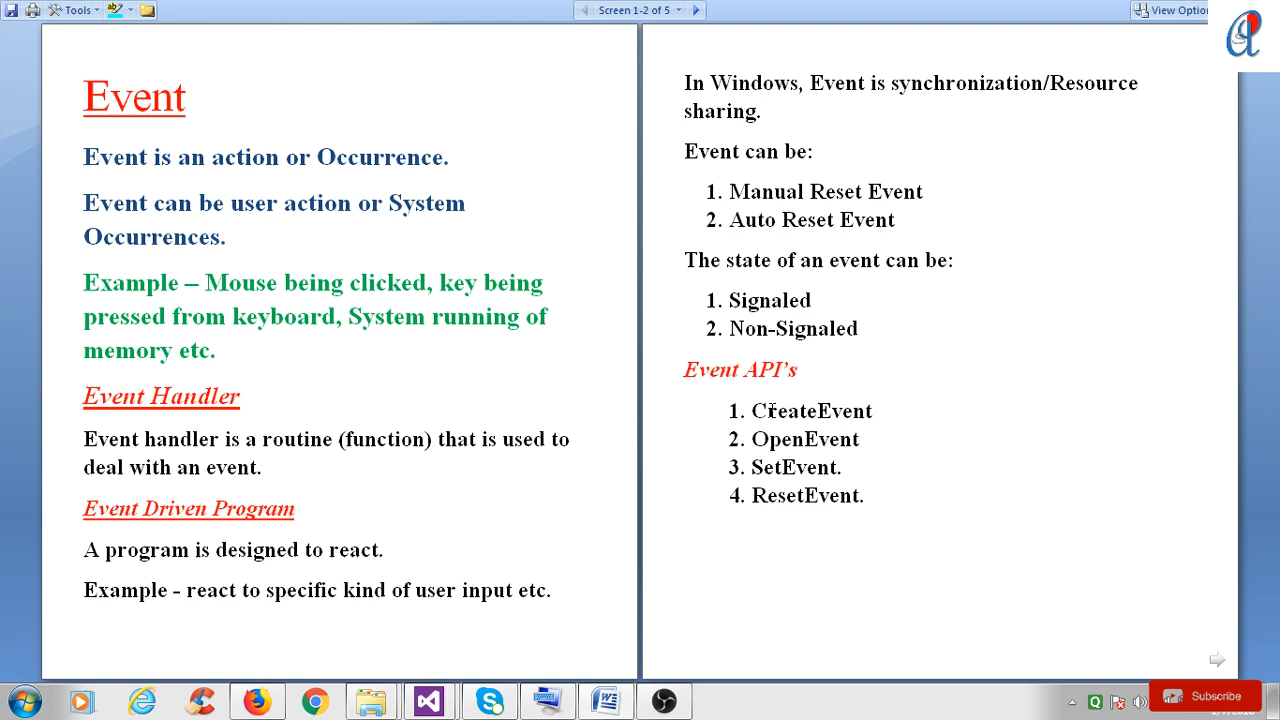 Tools
Screen 1-2 of 5
View Optio
Event
Event is an action or Occurrence.
Event can be user action or System
Occurrences.
Example – Mouse being clicked, key being
pressed from keyboard, System running of
memory etc.
Event Handler
Event handler is a routine (function) that is used to
deal with an event.
Event Driven Program
A program is designed to react.
Example - react to specific kind of user input etc.
In Windows, Event is synchronization/Resource
sharing.
Event can be:
1. Manual Reset Event
2. Auto Reset Event
The state of an event can be:
1. Signaled
2. Non-Signaled
Event API's
1. CreateEvent
2. OpenEvent
3. SetEvent.
4. ResetEvent.
Subscribe